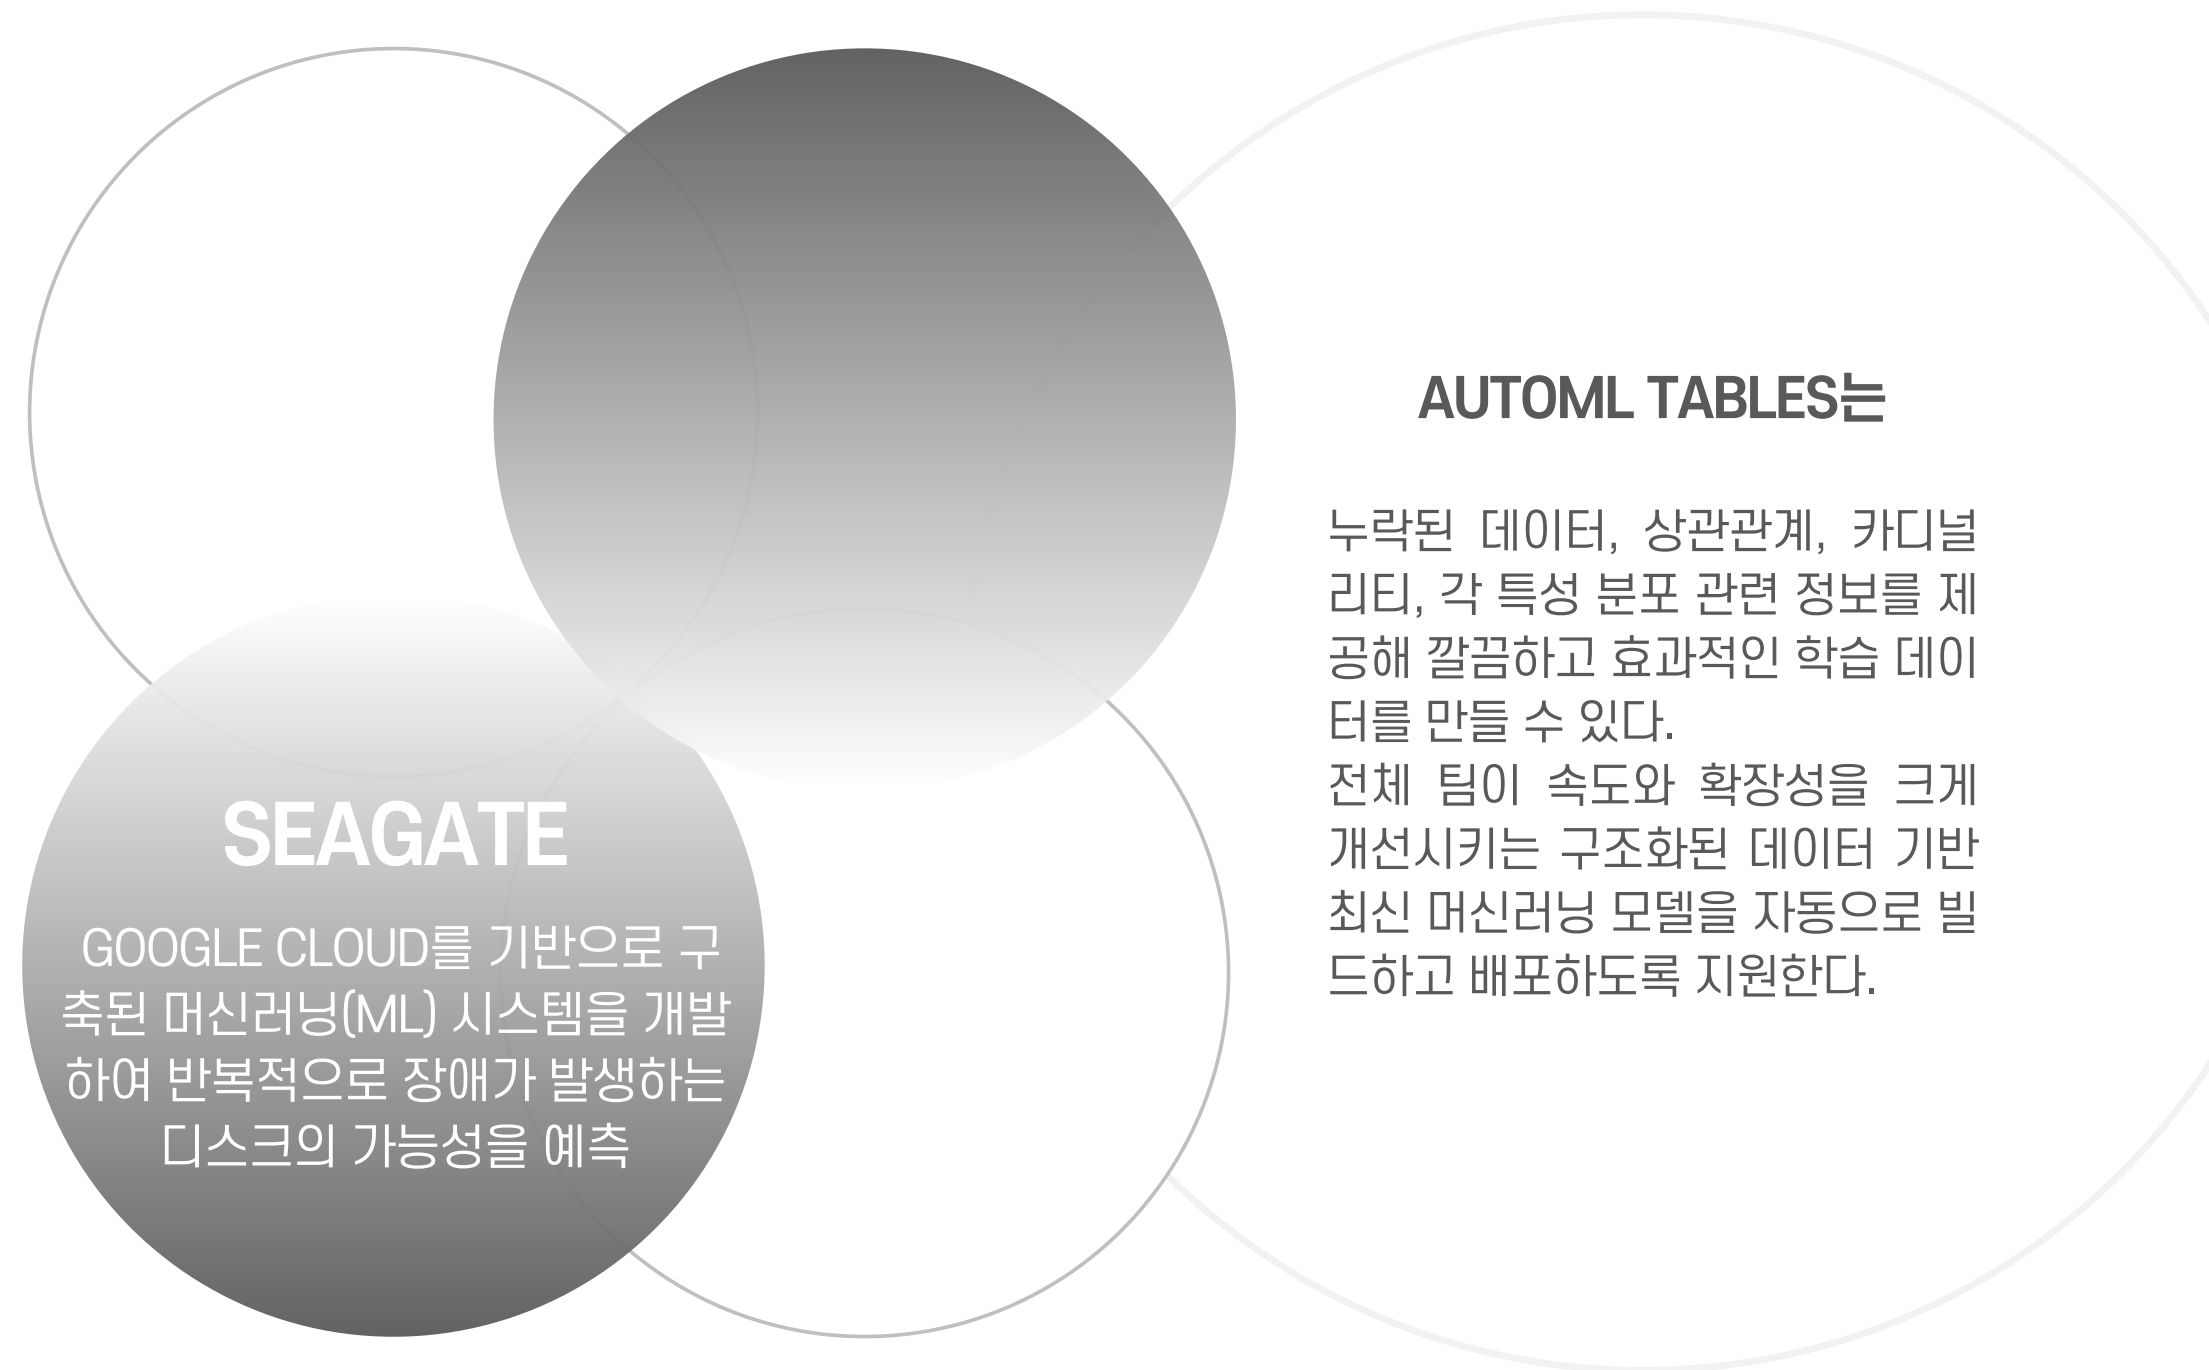 SEAGATE
GOOGLE CLOUD를 기반으로 구
축된 머신러닝(ML) 시스템을 개발
하여 반복적으로 장애가 발생하는
디스크의 가능성을 예측
AUTOML TABLES는
누락된 데이터, 상관관계, 카디널
리티, 각 특성 분포 관련 정보를 제
공해 깔끔하고 효과적인 학습 데이
터를 만들 수 있다.
전체 팀이 속도와 확장성을 크게
개선시키는 구조화된 데이터 기반
최신 머신러닝 모델을 자동으로 빌
드하고 배포하도록 지원한다.